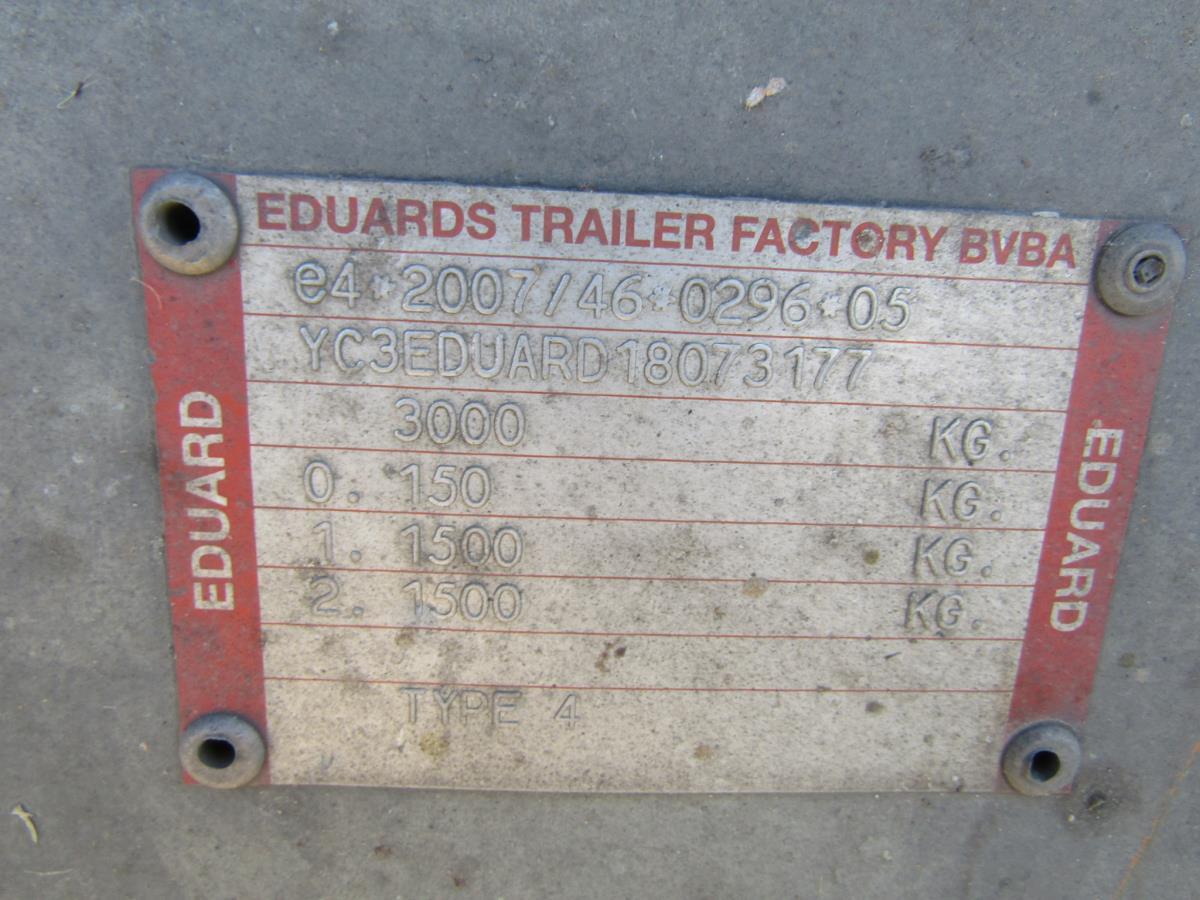 EDUARDS TRAILER FACTORY BVBA
e4*2007/46*0296*05
YC3EDUARD18073177
3000 KG.
0. 150 KG.
1. 1500 KG.
2. 1500 KG.
TYPE 4
EDUARD
EDUARD